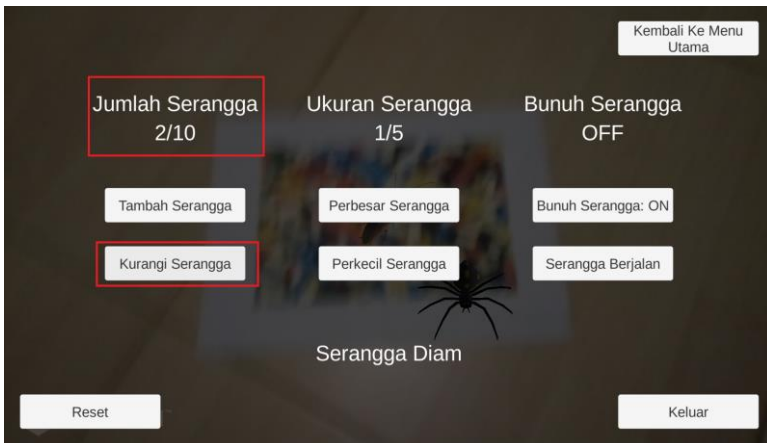 Kembali Ke Menu
Utama
Jumlah Serangga
2/10
Ukuran Serangga
1/5
Bunuh Serangga
OFF
Tambah Serangga
Perbesar Serangga
Bunuh Serangga: ON
Kurangi Serangga
Perkecil Serangga
Serangga Berjalan
Serangga Diam
Reset
Keluar